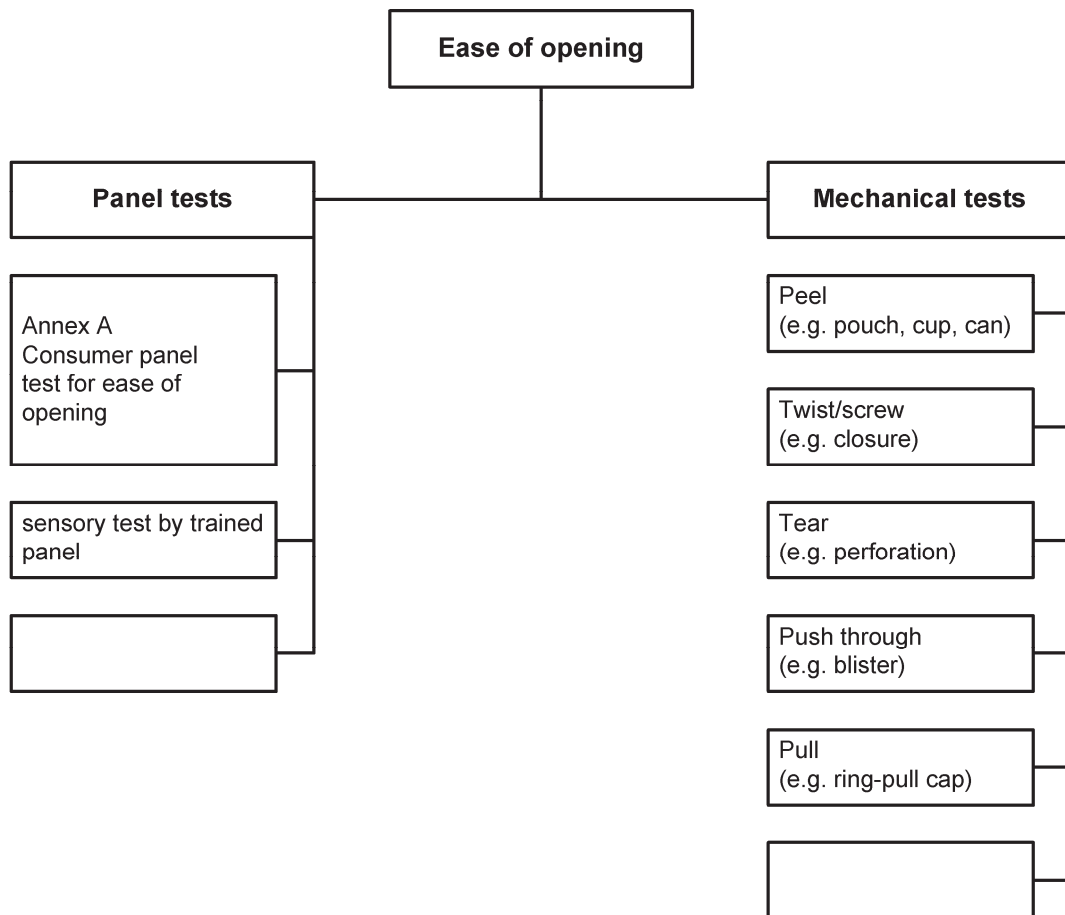 Ease of opening
Panel tests
Annex A
Consumer panel
test for ease of
opening
sensory test by trained
panel
Mechanical tests
Peel
(e.g. pouch, cup, can)
Twist/screw
(e.g. closure)
Tear
(e.g. perforation)
Push through
(e.g. blister)
Pull
(e.g. ring-pull cap)